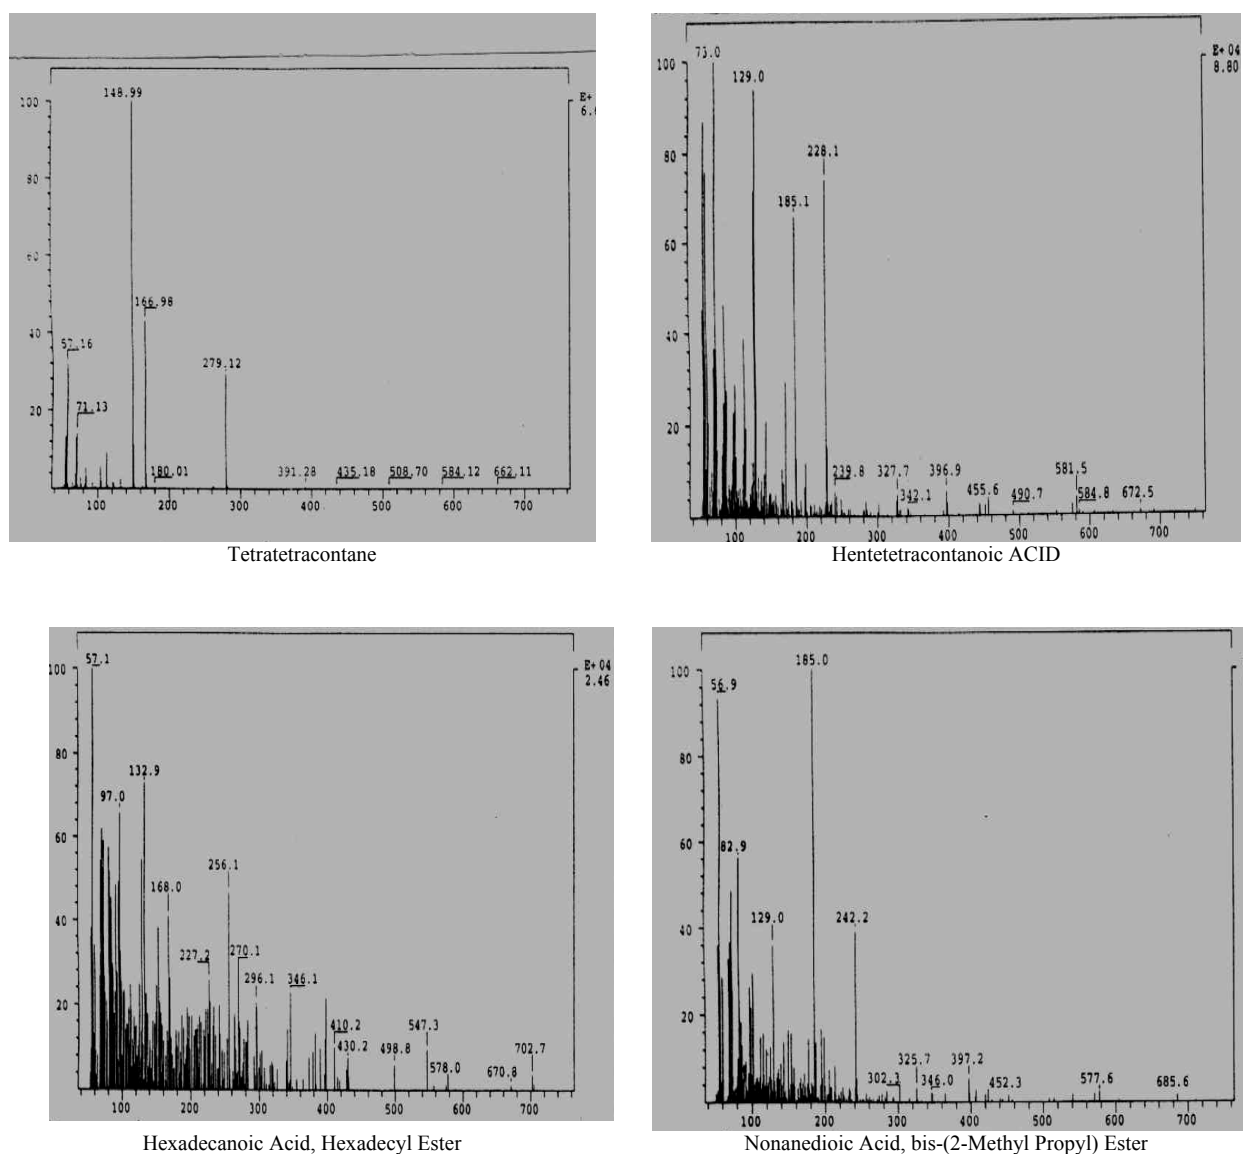 148.99
100
E+
6.
80
60
166.98
40
57.16
279.12
20
71.13
180.01 391.28 435.18 508.70 584.12 662.11
100 200 300 400 500 600 700
Tetratetracontane
73.0
E+ 04
8.80
100
129.0
80
228.1
185.1
60
40
20
239.8 327.7 396.9 581.5
342.1 455.6 490.7 584.8 672.5
100 200 300 400 500 600 700
Hentetetracontanoic ACID
57.1
100
E+ 04
2.46
80
132.9
97.0
60
256.1
168.0
40
227.2 270.1
296.1 346.1
20
410.2 547.3
430.2 498.8 702.7
578.0 670.8
100 200 300 400 500 600 700
Hexadecanoic Acid, Hexadecyl Ester
185.0
100
56.9
80
60
82.9
129.0 242.2
40
20
325.7 397.2
302.3 346.0 452.3 577.6 685.6
100 200 300 400 500 600 700
Nonanedioic Acid, bis-(2-Methyl Propyl) Ester